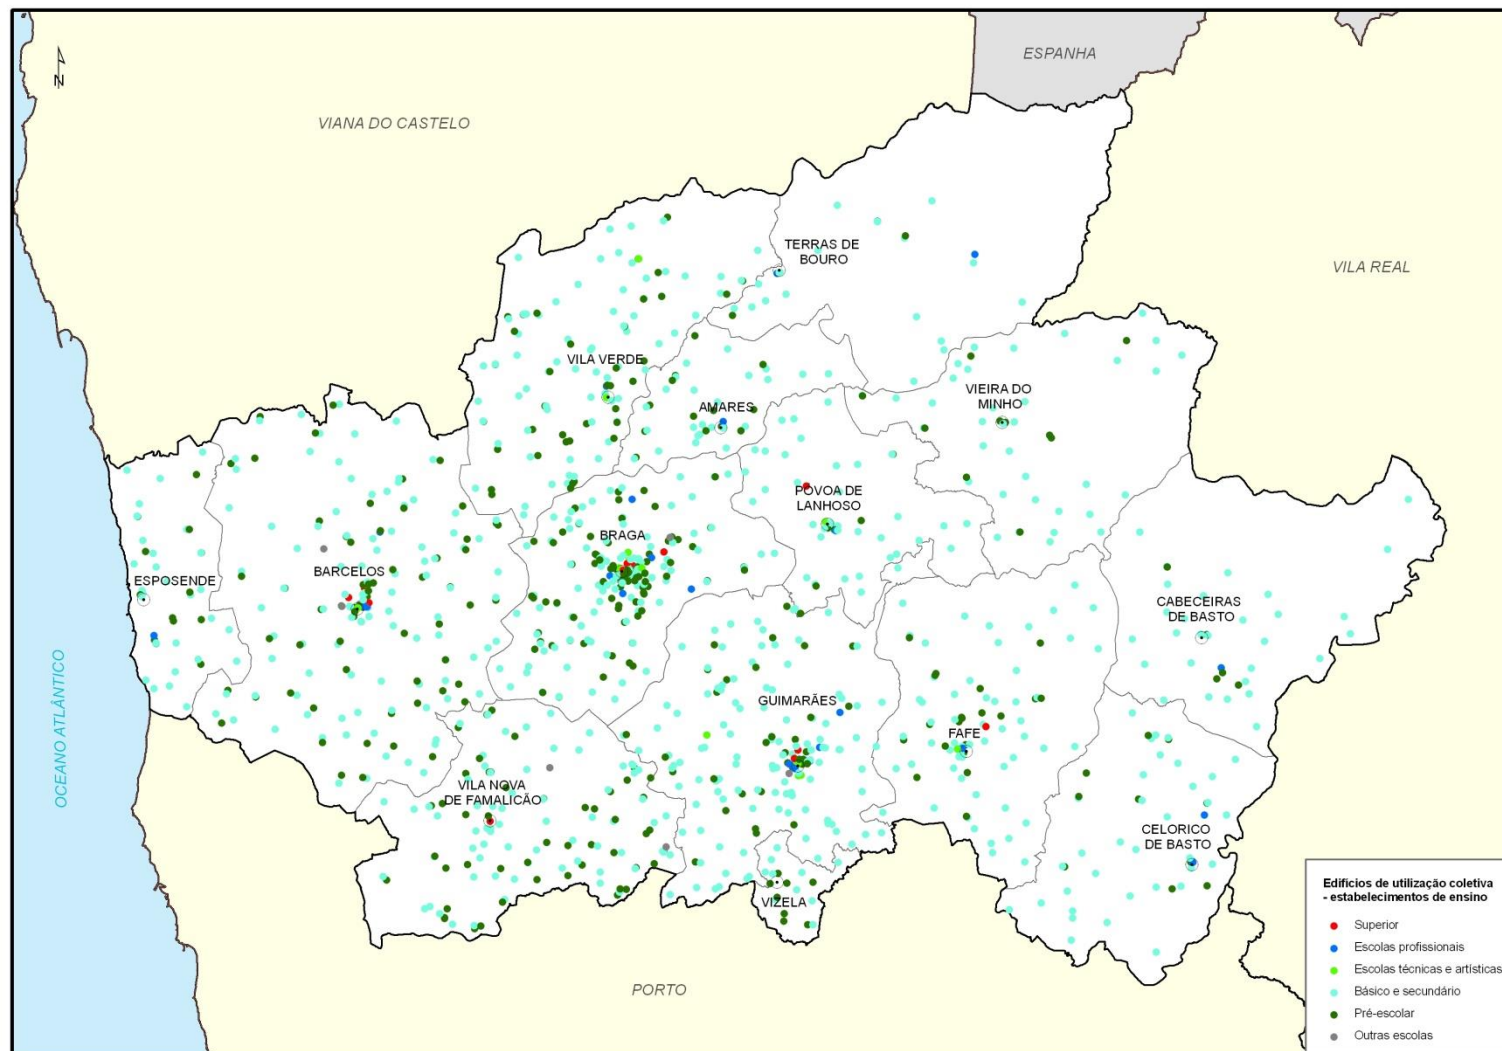 ESPANHA
N
VIANA DO CASTELO
TERRAS DE
BOURO
VILA REAL
VILA VERDE
AMARES
VIEIRA DO
MINHO
PÓVOA DE
LANHOSO
BRAGA
BARCELOS
ESPOSENDE
CABECEIRAS
DE BASTO
OCEANO ATLÂNTICO
GUIMARÃES
FAFE
VILA NOVA
DE FAMALICÃO
CELORICO
DE BASTO
VIZELA
PORTO
Edifícios de utilização coletiva
- estabelecimentos de ensino
Superior
Escolas profissionais
Escolas técnicas e artísticas
Básico e secundário
Pré-escolar
Outras escolas